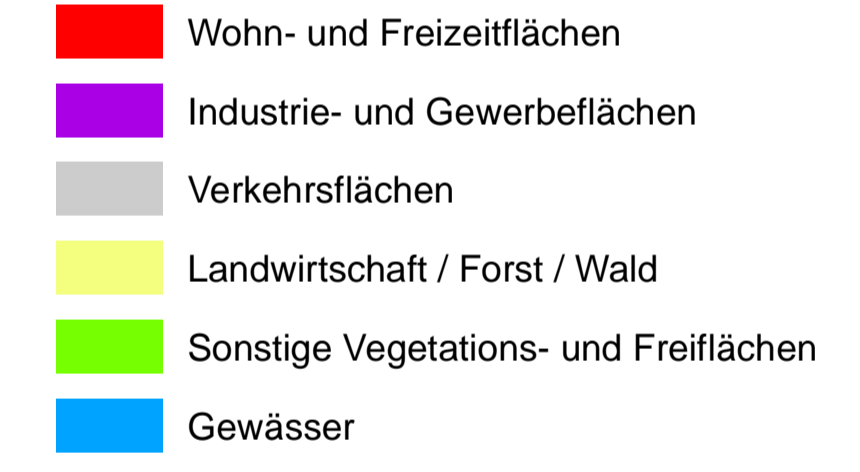 Wohn- und Freizeitflächen
Industrie- und Gewerbeflächen
Verkehrsflächen
Landwirtschaft / Forst / Wald
Sonstige Vegetations- und Freiflächen
Gewässer